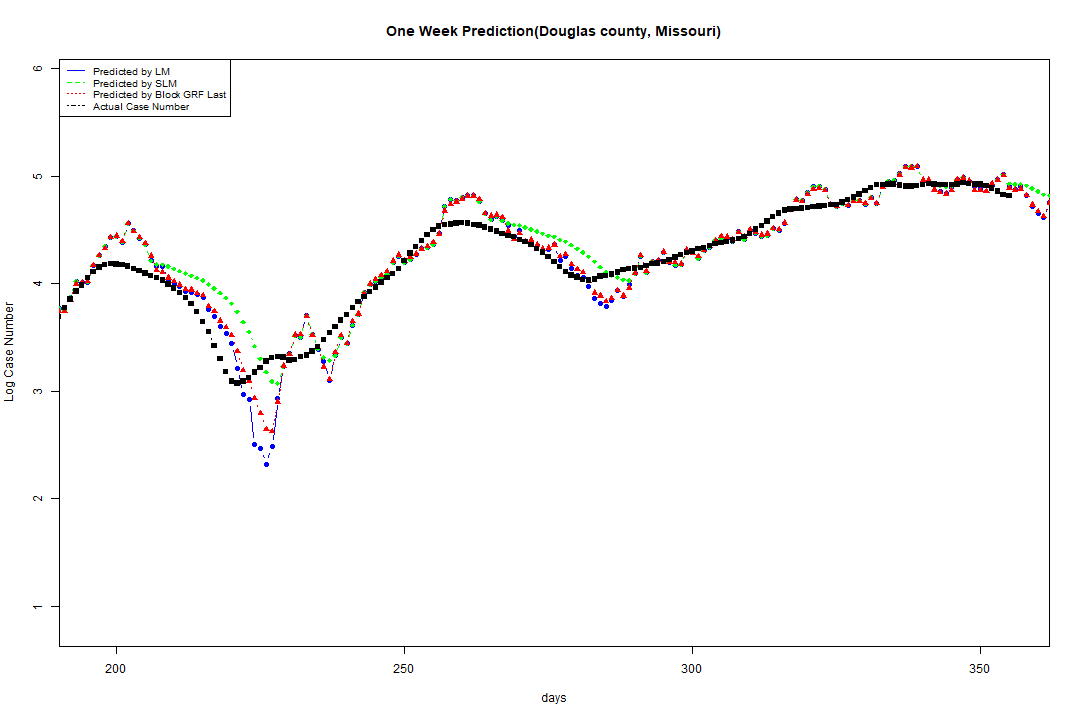 One Week Prediction(Douglas county, Missouri)
Predicted by LM
Predicted by SLM
Predicted by Block GRF Last
Actual Case Number
6
5
4
3
2
1
Log Case Number
200 250 300 350
days